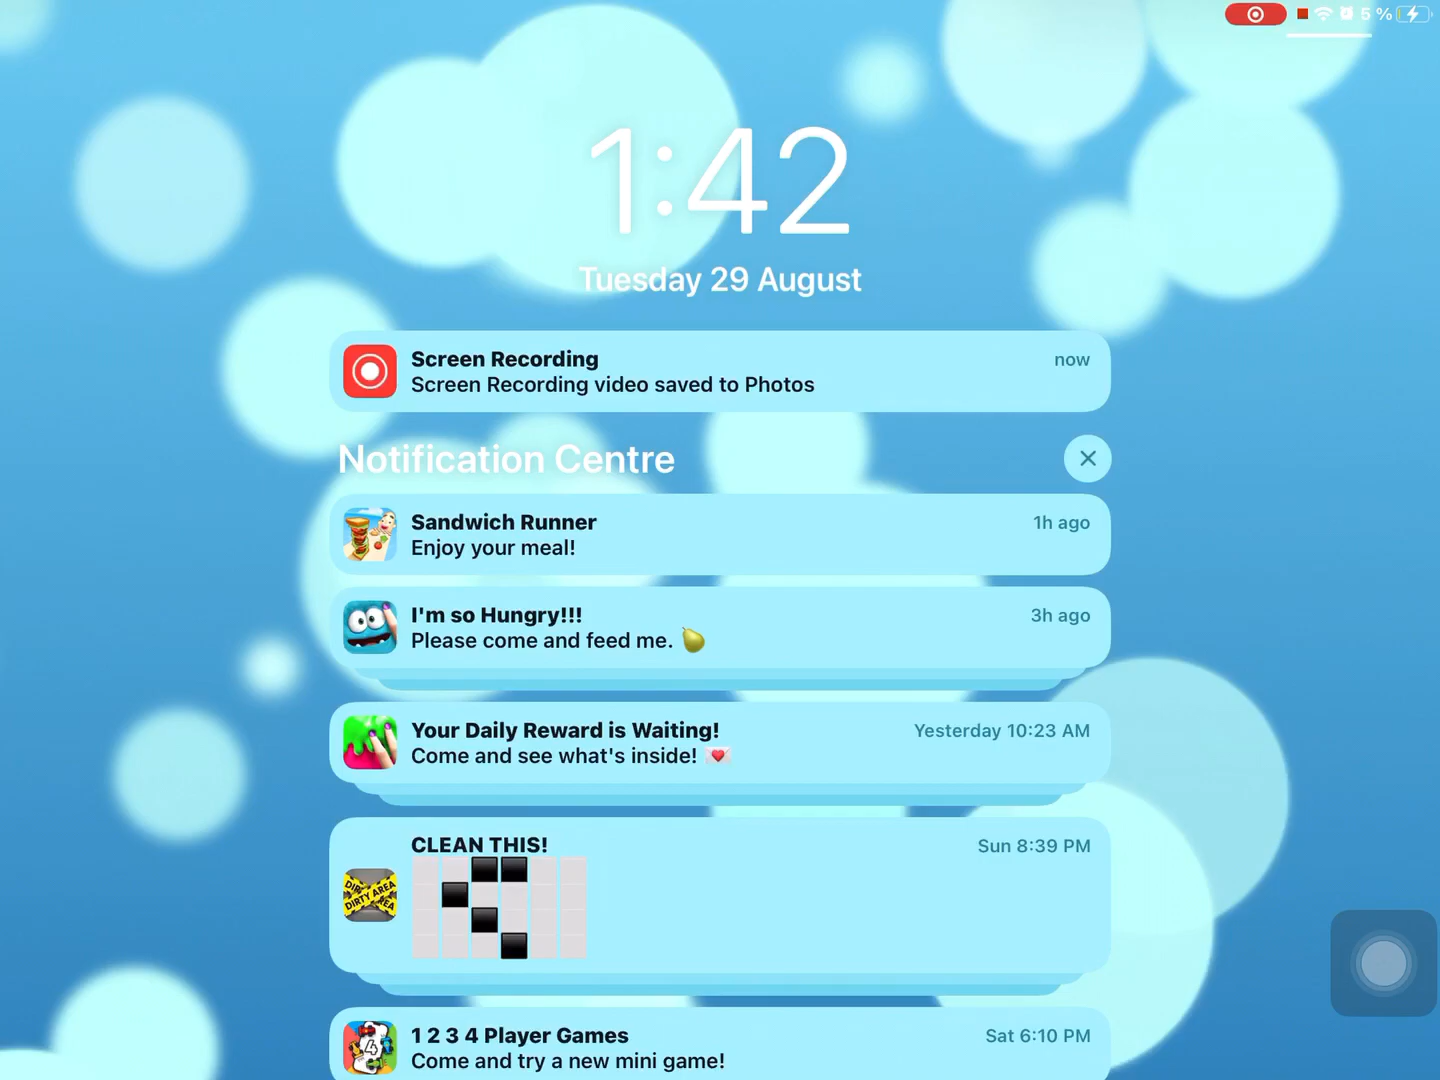 5 %
1:42
Tuesday 29 August
Screen Recording
now
Screen Recording video saved to Photos
Notification Centre
Sandwich Runner
1h ago
Enjoy your meal!
I'm so Hungry!!!
3h ago
Please come and feed me. 🍐
Your Daily Reward is Waiting!
Yesterday 10:23 AM
Come and see what's inside! 💌
CLEAN THIS!
Sun 8:39 PM
DIRTY AREA
1 2 3 4 Player Games
Sat 6:10 PM
4
Come and try a new mini game!